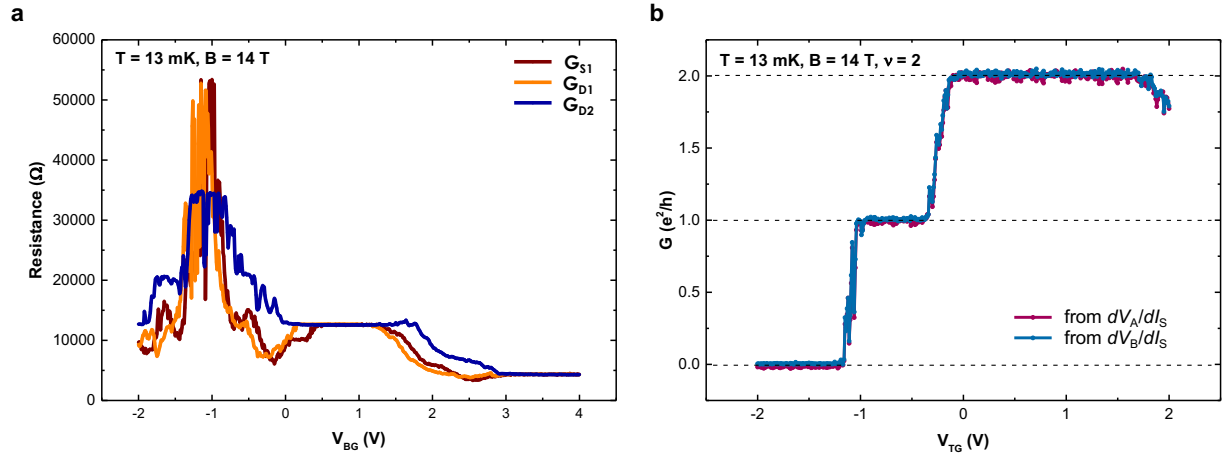 a
T = 13 mK, B = 14 T
G_S1
G_D1
G_D2
60000
50000
40000
30000
20000
10000
0
Resistance (Ω)
-2 -1 0 1 2 3 4
V_BG (V)
b
T = 13 mK, B = 14 T, ν = 2
2.0
1.5
1.0
0.5
0.0
G (e²/h)
from dV_A/dI_S
from dV_B/dI_S
-2 -1 0 1 2
V_TG (V)